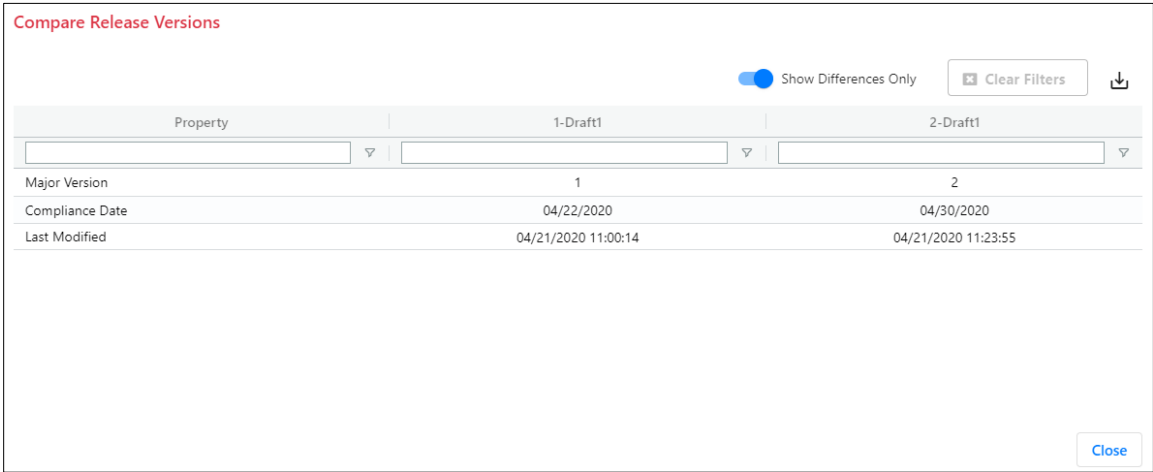 Compare Release Versions
Show Differences Only Clear Filters
Property 1-Draft1 2-Draft1
Major Version 1 2
Compliance Date 04/22/2020 04/30/2020
Last Modified 04/21/2020 11:00:14 04/21/2020 11:23:55
Close